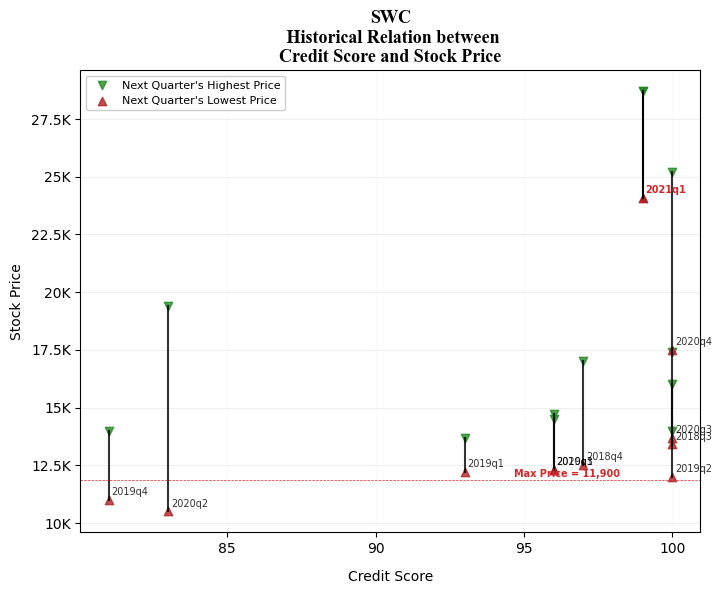 SWC
Historical Relation between
Credit Score and Stock Price
Next Quarter's Highest Price
Next Quarter's Lowest Price
27.5K
25K
22.5K
20K
17.5K
15K
12.5K
10K
Stock Price
2021q1
2020q4
2020q3
2018q3
2019q2
2018q4
2019q1
Max Price = 11,900
2019q4
2020q2
85
90
95
100
Credit Score